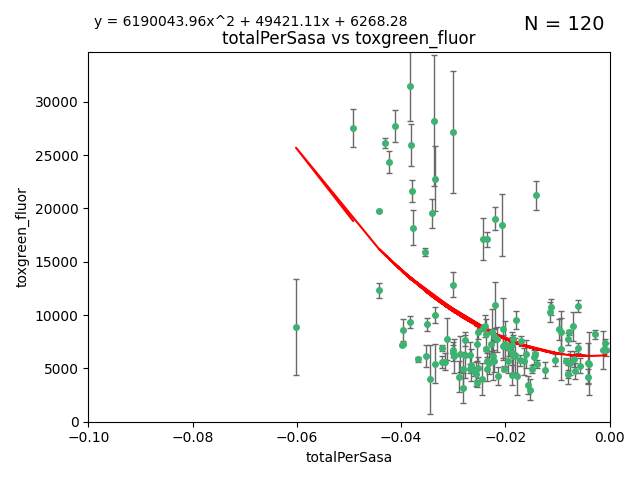 y = 6190043.96x^2 + 49421.11x + 6268.28
N = 120
totalPerSasa vs toxgreen_fluor
30000
25000
20000
15000
10000
5000
0
toxgreen_fluor
−0.10 −0.08 −0.06 −0.04 −0.02 0.00
totalPerSasa